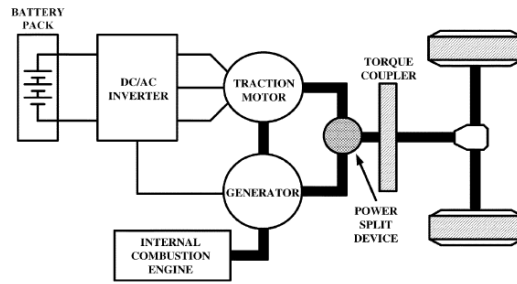 BATTERY
PACK
DC/AC
INVERTER
TRACTION
MOTOR
TORQUE
COUPLER
GENERATOR
POWER
SPLIT
DEVICE
INTERNAL
COMBUSTION
ENGINE